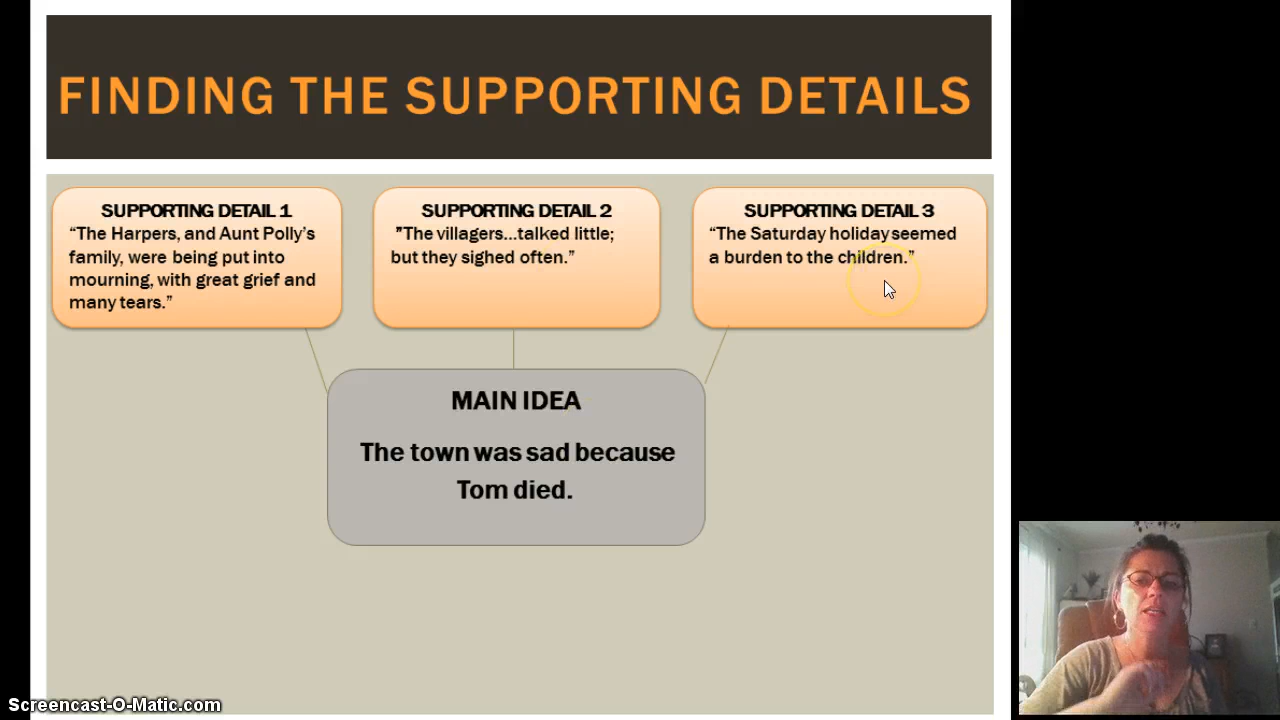 FINDING THE SUPPORTING DETAILS
SUPPORTING DETAIL 1
“The Harpers, and Aunt Polly’s
family, were being put into
mourning, with great grief and
many tears.”
SUPPORTING DETAIL 2
”The villagers...talked little;
but they sighed often.”
SUPPORTING DETAIL 3
“The Saturday holiday seemed
a burden to the children.”
MAIN IDEA
The town was sad because
Tom died.
Screencast-O-Matic.com